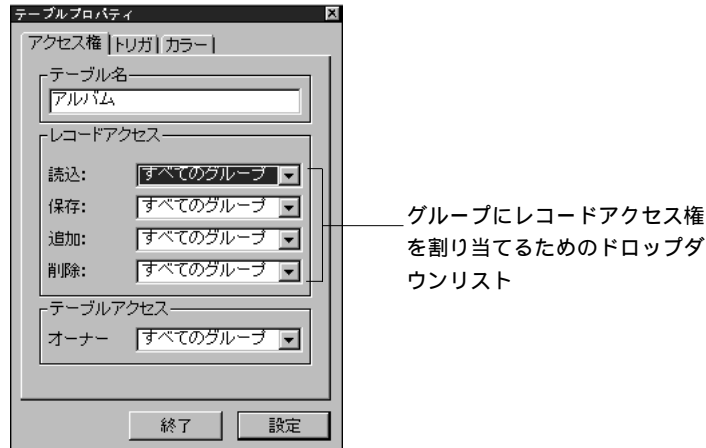 テーブルプロパティ
アクセス権 トリガ カラー
テーブル名
アルバム
レコードアクセス
読込: すべてのグループ
保存: すべてのグループ
追加: すべてのグループ
削除: すべてのグループ
テーブルアクセス
オーナー すべてのグループ
終了 設定
グループにレコードアクセス権
を割り当てるためのドロップダ
ウンリスト